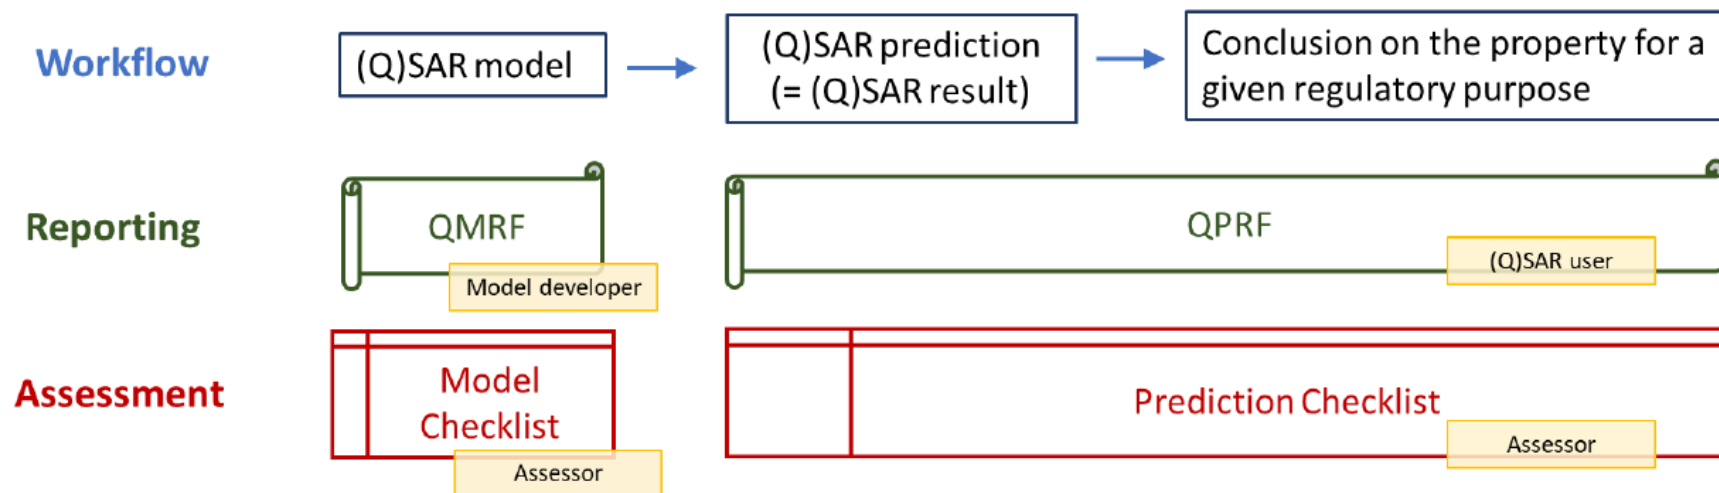 Workflow
(Q)SAR model
(Q)SAR prediction
(= (Q)SAR result)
Conclusion on the property for a
given regulatory purpose
Reporting
QMRF
Model developer
QPRF
(Q)SAR user
Assessment
Model
Checklist
Assessor
Prediction Checklist
Assessor